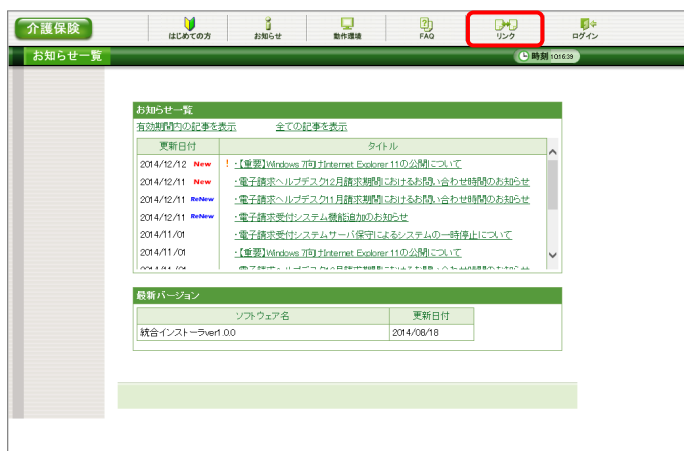 介護保険
はじめての方
お知らせ
動作環境
FAQ
リンク
ログイン
お知らせ一覧
時刻 10:16:39
お知らせ一覧
有効期間内の記事を表示 全ての記事を表示
更新日付 タイトル
2014/12/12 New ! ・【重要】Windows 7向けInternet Explorer 11の公開について
2014/12/11 New ・電子請求ヘルプデスク12月請求期間におけるお問い合わせ時間のお知らせ
2014/12/11 ReNew ・電子請求ヘルプデスク11月請求期間におけるお問い合わせ時間のお知らせ
2014/12/11 ReNew ・電子請求受付システム機能追加のお知らせ
2014/11/01 ・電子請求受付システムサーバ保守によるシステムの一時停止について
2014/11/01 ・【重要】Windows 7向けInternet Explorer 11の公開について
最新バージョン
ソフトウェア名 更新日付
統合インストーラver1.0.0 2014/08/18